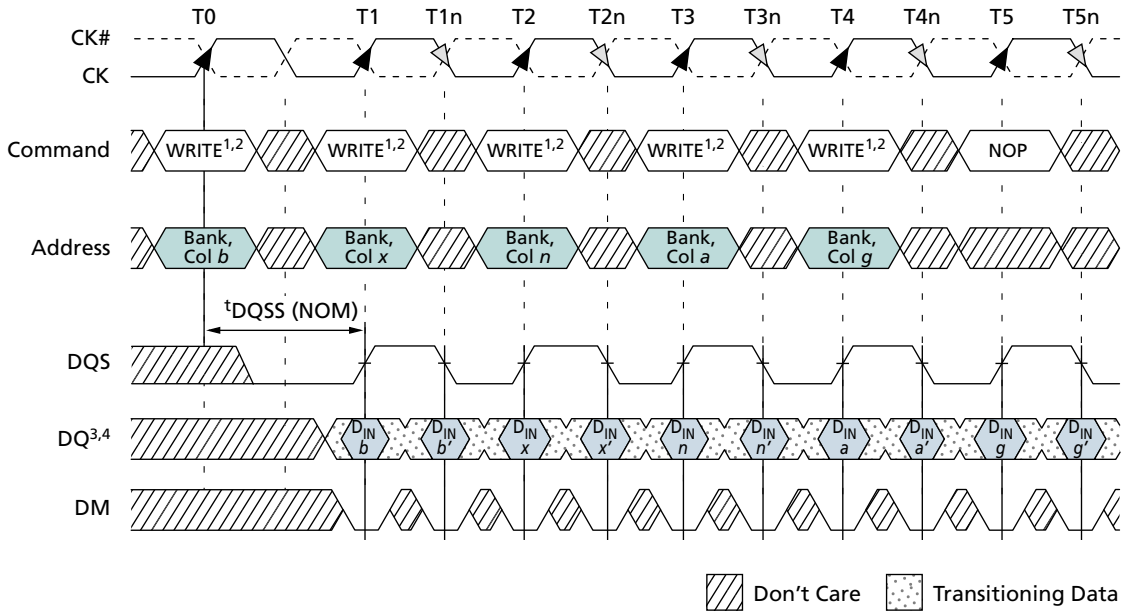 T0 T1 T1n T2 T2n T3 T3n T4 T4n T5 T5n
CK#
CK
Command WRITE1,2 WRITE1,2 WRITE1,2 WRITE1,2 WRITE1,2 NOP
Address Bank, Col b Bank, Col x Bank, Col n Bank, Col a Bank, Col g
tDQSS (NOM)
DQS
DQ3,4 DIN b DIN b' DIN x DIN x' DIN n DIN n' DIN a DIN a' DIN g DIN g'
DM
Don't Care Transitioning Data